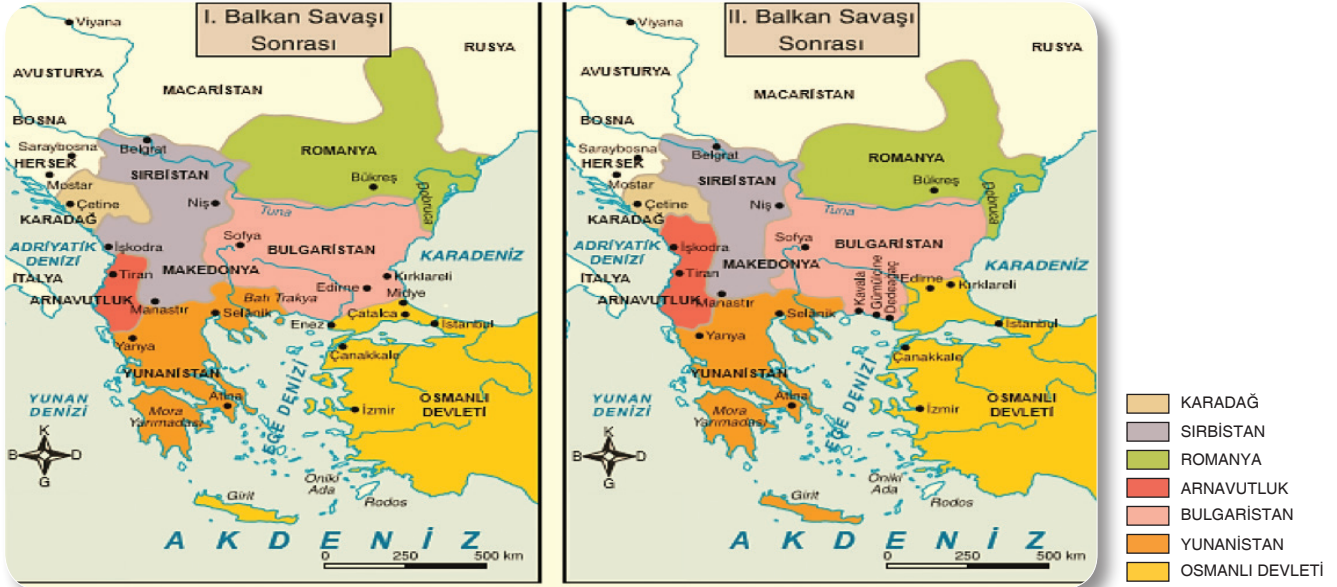 I. Balkan Savaşı
Sonrası
Viyana
AVUSTURYA
MACARİSTAN
BOSNA
Saraybosna
HERSEK
Mostar
Belgrat
SIRBİSTAN
ROMANYA
Bükreş
Dobruca
Çetine
KARADAĞ
Niş
Tuna
Sofya
BULGARİSTAN
KARADENİZ
ADRİYATİK
DENİZİ
İşkodra
İTALYA
Tiran
MAKEDONYA
Kırklareli
Edirne
Midye
ARNAVUTLUK
Manastır
Batı Trakya
Selânik
Çatalca
Enez
İstanbul
Yanya
Çanakkale
YUNANİSTAN
EGE DENİZİ
OSMANLI
DEVLETİ
YUNAN
DENİZİ
Mora
Yarımadası
Atina
İzmir
K
B
D
G
Girit
Oniki
Ada
Rodos
AKDENİZ
0
250
500 km
II. Balkan Savaşı
Sonrası
RUSYA
Viyana
AVUSTURYA
MACARİSTAN
BOSNA
Saraybosna
HERSEK
Mostar
Belgrat
SIRBİSTAN
ROMANYA
Bükreş
Dobruca
Çetine
KARADAĞ
Niş
Tuna
Sofya
BULGARİSTAN
KARADENİZ
ADRİYATİK
DENİZİ
İşkodra
İTALYA
Tiran
MAKEDONYA
Edirne
Kırklareli
Kavala
Gümülcine
Dedeağaç
ARNAVUTLUK
Manastır
Selânik
İstanbul
Yanya
Çanakkale
YUNANİSTAN
EGE DENİZİ
OSMANLI
DEVLETİ
YUNAN
DENİZİ
Mora
Yarımadası
Atina
İzmir
K
B
D
G
Girit
Oniki
Ada
Rodos
AKDENİZ
0
250
500 km
KARADAĞ
SIRBİSTAN
ROMANYA
ARNAVUTLUK
BULGARİSTAN
YUNANİSTAN
OSMANLI DEVLETİ